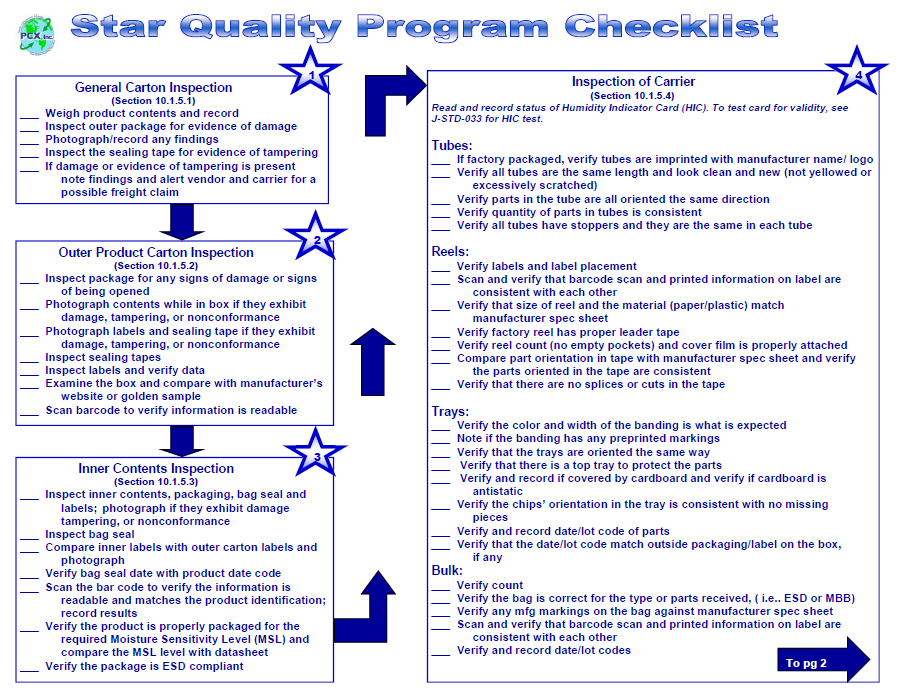 PCX Inc.
Star Quality Program Checklist
1
General Carton Inspection
(Section 10.1.5.1)
___ Weigh product contents and record
___ Inspect outer package for evidence of damage
___ Photograph/record any findings
___ Inspect the sealing tape for evidence of tampering
___ If damage or evidence of tampering is present
note findings and alert vendor and carrier for a
possible freight claim
2
Outer Product Carton Inspection
(Section 10.1.5.2)
___ Inspect package for any signs of damage or signs
of being opened
___ Photograph contents while in box if they exhibit
damage, tampering, or nonconformance
___ Photograph labels and sealing tape if they exhibit
damage, tampering, or nonconformance
___ Inspect sealing tapes
___ Inspect labels and verify data
___ Examine the box and compare with manufacturer's
website or golden sample
___ Scan barcode to verify information is readable
3
Inner Contents Inspection
(Section 10.1.5.3)
___ Inspect inner contents, packaging, bag seal and
labels; photograph if they exhibit damage
tampering, or nonconformance
___ Inspect bag seal
___ Compare inner labels with outer carton labels and
photograph
___ Verify bag seal date with product date code
___ Scan the bar code to verify the information is
readable and matches the product identification;
record results
___ Verify the product is properly packaged for the
required Moisture Sensitivity Level (MSL) and
compare the MSL level with datasheet
___ Verify the package is ESD compliant
4
Inspection of Carrier
(Section 10.1.5.4)
Read and record status of Humidity Indicator Card (HIC). To test card for validity, see
J-STD-033 for HIC test.
Tubes:
___ If factory packaged, verify tubes are imprinted with manufacturer name/ logo
___ Verify all tubes are the same length and look clean and new (not yellowed or
excessively scratched)
___ Verify parts in the tube are all oriented the same direction
___ Verify quantity of parts in tubes is consistent
___ Verify all tubes have stoppers and they are the same in each tube
Reels:
___ Verify labels and label placement
___ Scan and verify that barcode scan and printed information on label are
consistent with each other
___ Verify that size of reel and the material (paper/plastic) match
manufacturer spec sheet
___ Verify factory reel has proper leader tape
___ Verify reel count (no empty pockets) and cover film is properly attached
___ Compare part orientation in tape with manufacturer spec sheet and verify
the parts oriented in the tape are consistent
___ Verify that there are no splices or cuts in the tape
Trays:
___ Verify the color and width of the banding is what is expected
___ Note if the banding has any preprinted markings
___ Verify that the trays are oriented the same way
___ Verify that there is a top tray to protect the parts
___ Verify and record if covered by cardboard and verify if cardboard is
antistatic
___ Verify the chips' orientation in the tray is consistent with no missing
pieces
___ Verify and record date/lot code of parts
___ Verify that the date/lot code match outside packaging/label on the box,
if any
Bulk:
___ Verify count
___ Verify the bag is correct for the type or parts received, ( i.e.. ESD or MBB)
___ Verify any mfg markings on the bag against manufacturer spec sheet
___ Scan and verify that barcode scan and printed information on label are
consistent with each other
___ Verify and record date/lot codes
To pg 2